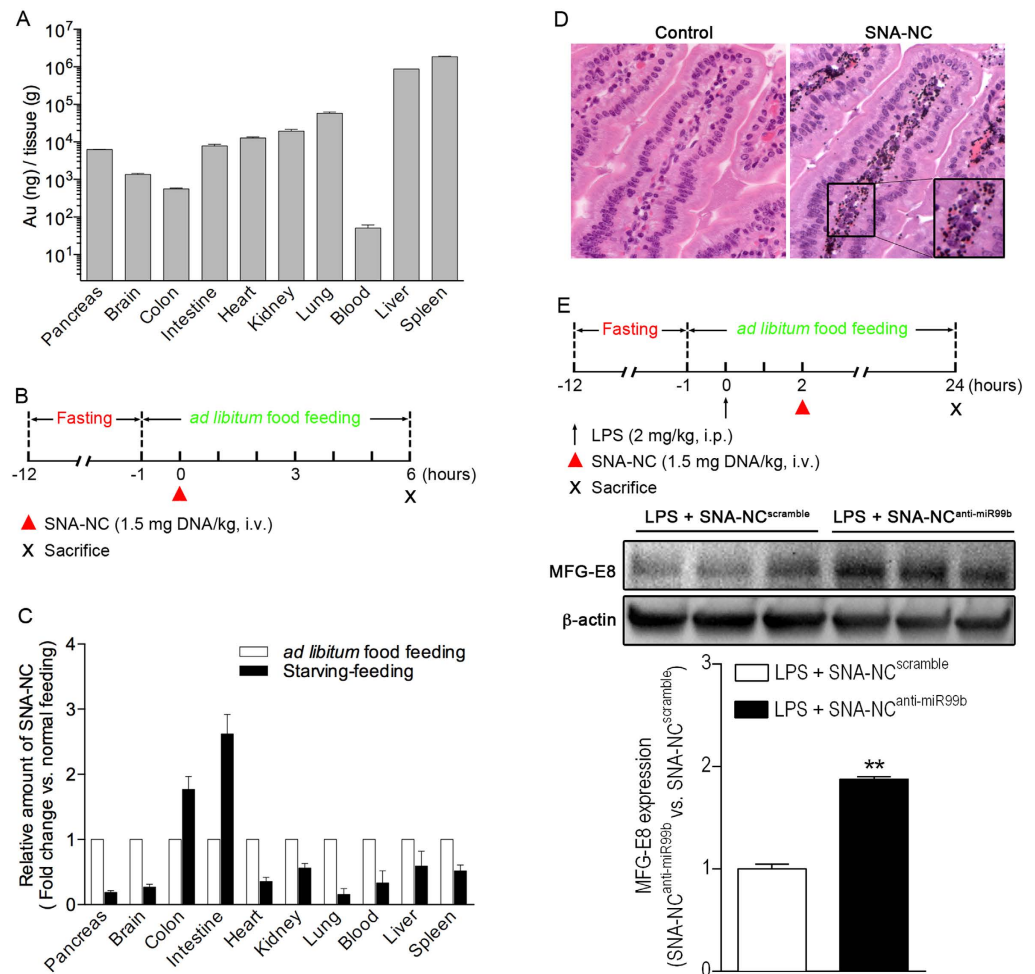 A
Au (ng) / tissue (g)
10⁷
10⁶
10⁵
10⁴
10³
10²
10¹
Pancreas
Brain
Colon
Intestine
Heart
Kidney
Lung
Blood
Liver
Spleen
B
Fasting
ad libitum food feeding
-12 -1 0 3 6 (hours)
x
SNA-NC (1.5 mg DNA/kg, i.v.)
x Sacrifice
C
Relative amount of SNA-NC
( Fold change vs. normal feeding)
4
3
2
1
0
ad libitum food feeding
Starving-feeding
Pancreas
Brain
Colon
Intestine
Heart
Kidney
Lung
Blood
Liver
Spleen
D
Control
SNA-NC
E
Fasting
ad libitum food feeding
-12 -1 0 2 24 (hours)
x
LPS (2 mg/kg, i.p.)
SNA-NC (1.5 mg DNA/kg, i.v.)
x Sacrifice
LPS + SNA-NCscramble LPS + SNA-NCanti-miR99b
MFG-E8
β-actin
MFG-E8 expression
(SNA-NCanti-miR99b vs. SNA-NCscramble)
3
2
1
0
LPS + SNA-NCscramble
LPS + SNA-NCanti-miR99b
**